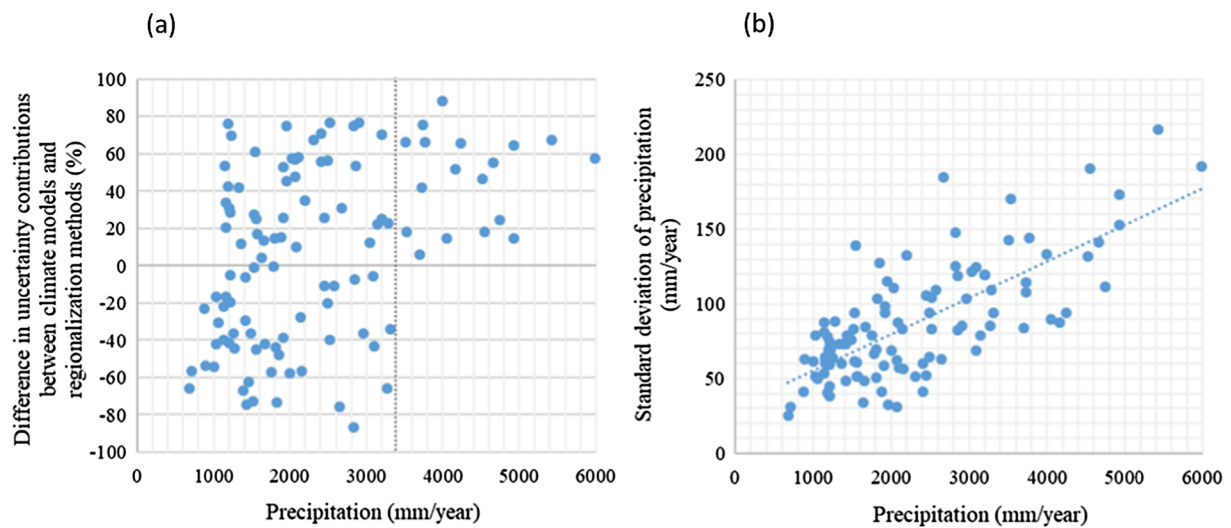 (a)
Difference in uncertainty contributions
between climate models and
regionalization methods (%)
100
80
60
40
20
0
-20
-40
-60
-80
-100
0 1000 2000 3000 4000 5000 6000
Precipitation (mm/year)
(b)
Standard deviation of precipitation
(mm/year)
250
200
150
100
50
0
0 1000 2000 3000 4000 5000 6000
Precipitation (mm/year)